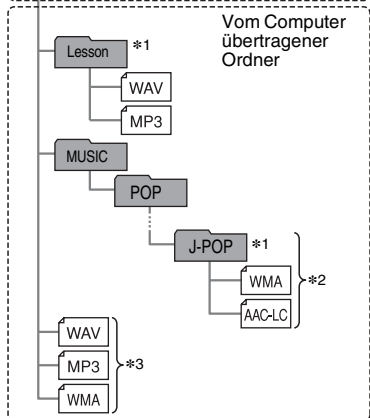 Vom Computer
übertragener
Ordner
Lesson *1
WAV
MP3
MUSIC
POP
J-POP *1
WMA
*2
AAC-LC
WAV
MP3 *3
WMA